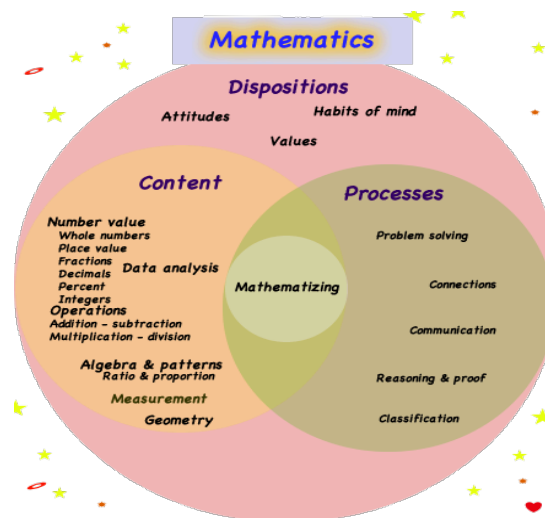 Mathematics
Dispositions
Attitudes
Habits of mind
Values
Content
Number value
Whole numbers
Place value
Fractions
Decimals
Percent
Integers
Data analysis
Operations
Addition - subtraction
Multiplication - division
Algebra & patterns
Ratio & proportion
Measurement
Geometry
Mathematizing
Processes
Problem solving
Connections
Communication
Reasoning & proof
Classification